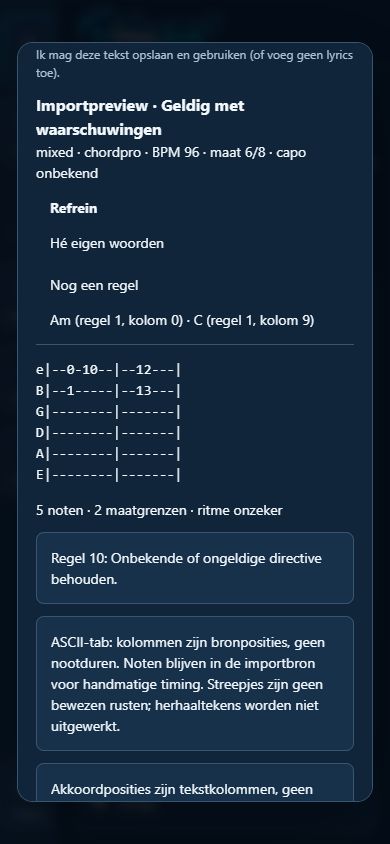 Ik mag deze tekst opslaan en gebruiken (of voeg geen lyrics
toe).
Importpreview · Geldig met
waarschuwingen
mixed · chordpro · BPM 96 · maat 6/8 · capo
onbekend
Refrein
Hé eigen woorden
Nog een regel
Am (regel 1, kolom 0) · C (regel 1, kolom 9)
e|--0-10--|--12---|
B|--1-----|--13---|
G|--------|-------|
D|--------|-------|
A|--------|-------|
E|--------|-------|
5 noten · 2 maatgrenzen · ritme onzeker
Regel 10: Onbekende of ongeldige directive
behouden.
ASCII-tab: kolommen zijn bronposities, geen
nootduren. Noten blijven in de importbron
voor handmatige timing. Streepjes zijn geen
bewezen rusten; herhaaltekens worden niet
uitgewerkt.
Akkoordposities zijn tekstkolommen, geen